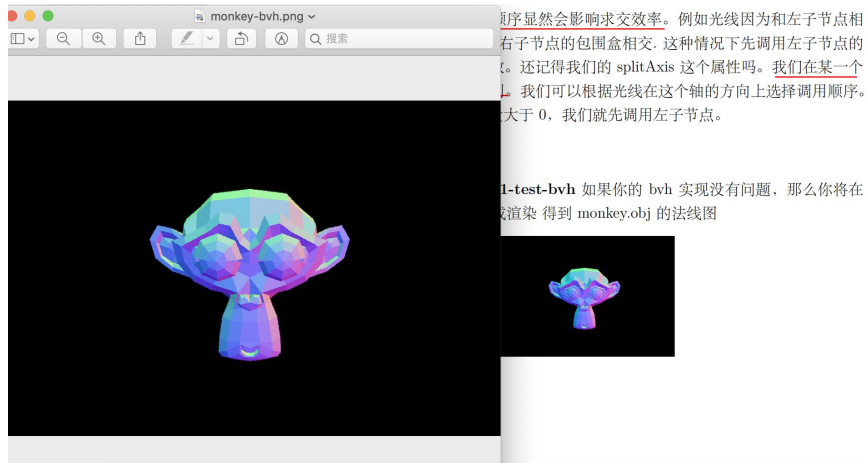 monkey-bvh.png
搜索
顺序显然会影响求交效率。例如光线因为和左子节点相
右子节点的包围盒相交. 这种情况下先调用左子节点的
。还记得我们的 splitAxis 这个属性吗。我们在某一个
。我们可以根据光线在这个轴的方向上选择调用顺序。
大于 0，我们就先调用左子节点。
1-test-bvh 如果你的 bvh 实现没有问题，那么你将在
渲染 得到 monkey.obj 的法线图